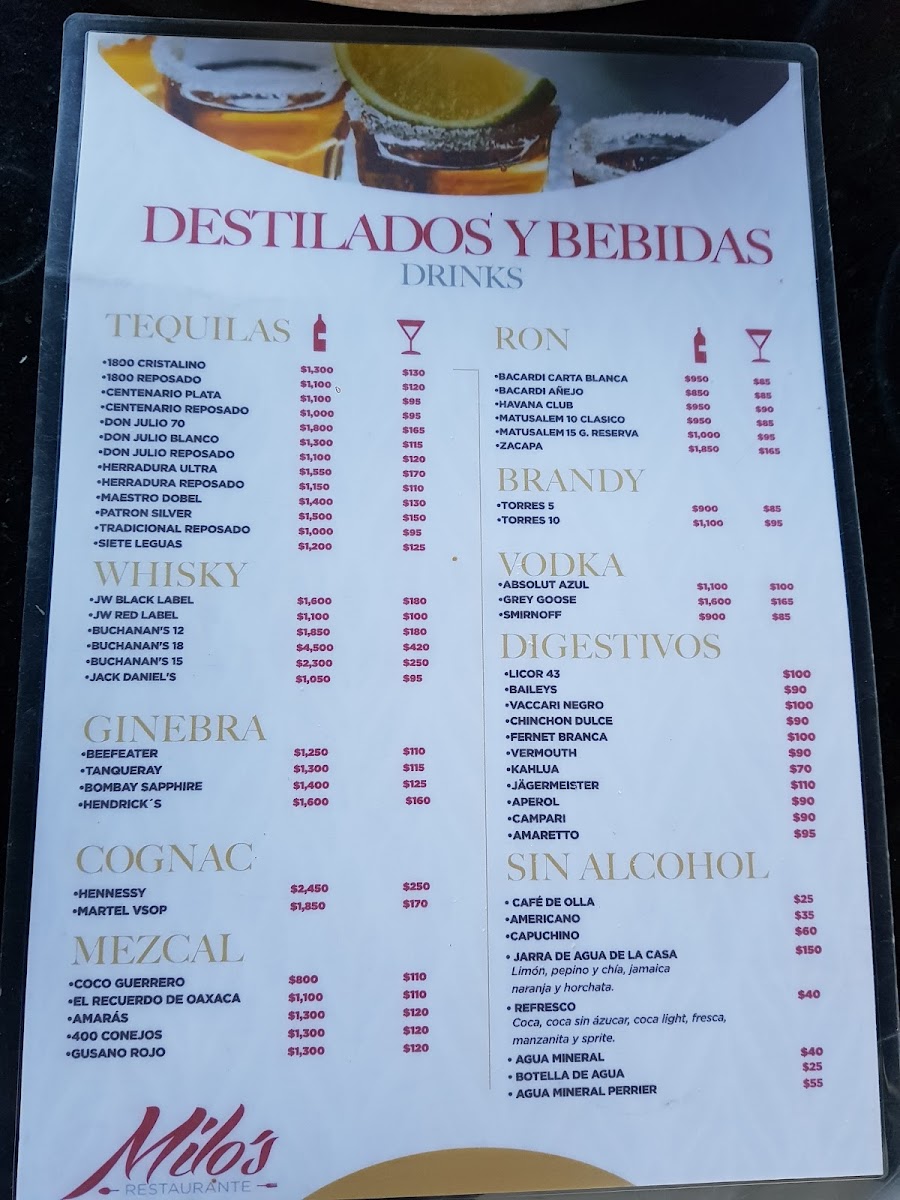 DESTILADOS Y BEBIDAS
DRINKS
TEQUILAS
•1800 CRISTALINO $1,300 $130
•1800 REPOSADO $1,100 $120
•CENTENARIO PLATA $1,100 $95
•CENTENARIO REPOSADO $1,000 $95
•DON JULIO 70 $1,800 $165
•DON JULIO BLANCO $1,300 $115
•DON JULIO REPOSADO $1,100 $120
•HERRADURA ULTRA $1,550 $170
•HERRADURA REPOSADO $1,150 $110
•MAESTRO DOBEL $1,400 $130
•PATRON SILVER $1,500 $150
•TRADICIONAL REPOSADO $1,000 $95
•SIETE LEGUAS $1,200 $125
WHISKY
•JW BLACK LABEL $1,600 $180
•JW RED LABEL $1,100 $100
•BUCHANAN'S 12 $1,850 $180
•BUCHANAN'S 18 $4,500 $420
•BUCHANAN'S 15 $2,300 $250
•JACK DANIEL'S $1,050 $95
GINEBRA
•BEEFEATER $1,250 $110
•TANQUERAY $1,300 $115
•BOMBAY SAPPHIRE $1,400 $125
•HENDRICK´S $1,600 $160
COGNAC
•HENNESSY $2,450 $250
•MARTEL VSOP $1,850 $170
MEZCAL
•COCO GUERRERO $800 $110
•EL RECUERDO DE OAXACA $1,100 $110
•AMARÁS $1,300 $120
•400 CONEJOS $1,300 $120
•GUSANO ROJO $1,300 $120
RON
•BACARDI CARTA BLANCA $950 $85
•BACARDI AÑEJO $850 $85
•HAVANA CLUB $950 $90
•MATUSALEM 10 CLASICO $950 $85
•MATUSALEM 15 G. RESERVA $1,000 $95
•ZACAPA $1,850 $165
BRANDY
•TORRES 5 $900 $85
•TORRES 10 $1,100 $95
VODKA
•ABSOLUT AZUL $1,100 $100
•GREY GOOSE $1,600 $165
•SMIRNOFF $900 $85
DIGESTIVOS
•LICOR 43 $100
•BAILEYS $90
•VACCARI NEGRO $100
•CHINCHON DULCE $90
•FERNET BRANCA $100
•VERMOUTH $90
•KAHLUA $70
•JÄGERMEISTER $110
•APEROL $90
•CAMPARI $90
•AMARETTO $95
SIN ALCOHOL
• CAFÉ DE OLLA $25
•AMERICANO $35
•CAPUCHINO $60
• JARRA DE AGUA DE LA CASA $150
Limón, pepino y chía, jamaica
naranja y horchata.
• REFRESCO $40
Coca, coca sin ázucar, coca light, fresca,
manzanita y sprite.
• AGUA MINERAL $40
• BOTELLA DE AGUA $25
• AGUA MINERAL PERRIER $55
Milo's
RESTAURANTE